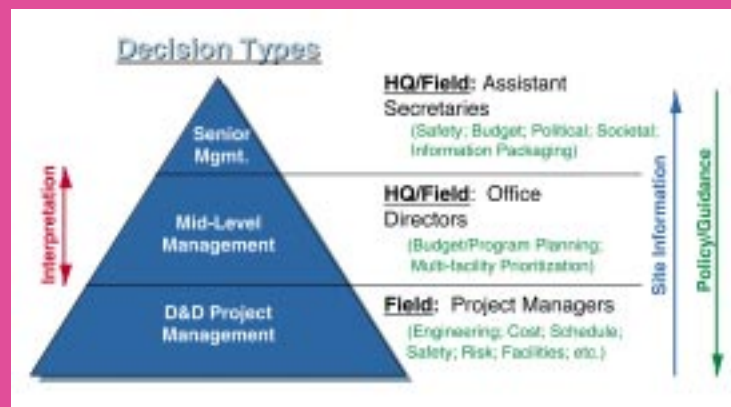 Decision Types
Senior
Mgmt.
HQ/Field: Assistant
Secretaries
(Safety; Budget; Political; Societal;
Information Packaging)
Interpretation
Mid-Level
Management
HQ/Field: Office
Directors
(Budget/Program Planning;
Multi-facility Prioritization)
D&D Project
Management
Field: Project Managers
(Engineering; Cost; Schedule;
Safety; Risk; Facilities; etc.)
Site Information
Policy/Guidance